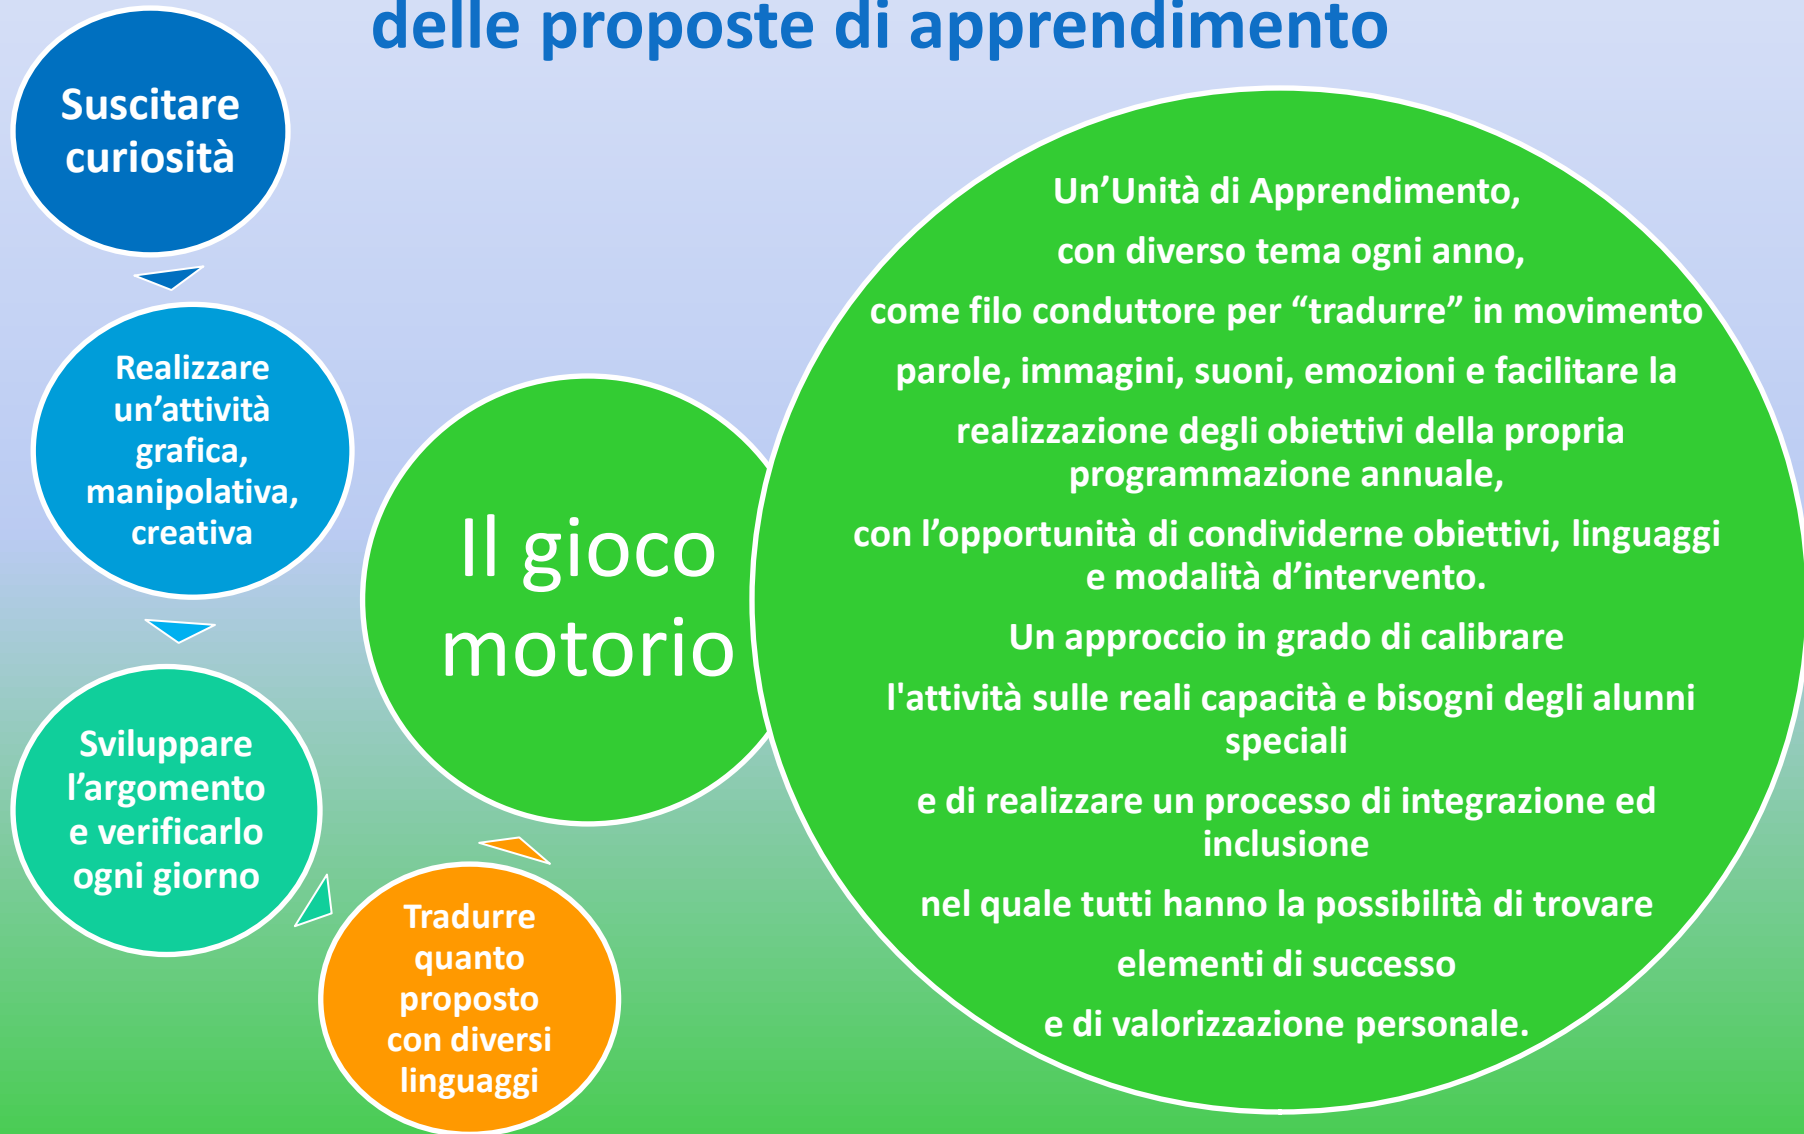 delle proposte di apprendimento
Suscitare
curiosità
Realizzare
un’attività
grafica,
manipolativa,
creativa
Sviluppare
l’argomento
e verificarlo
ogni giorno
Tradurre
quanto
proposto
con diversi
linguaggi
Il gioco
motorio
Un’Unità di Apprendimento,
con diverso tema ogni anno,
come filo conduttore per “tradurre” in movimento
parole, immagini, suoni, emozioni e facilitare la
realizzazione degli obiettivi della propria
programmazione annuale,
con l’opportunità di condividerne obiettivi, linguaggi
e modalità d’intervento.
Un approccio in grado di calibrare
l'attività sulle reali capacità e bisogni degli alunni
speciali
e di realizzare un processo di integrazione ed
inclusione
nel quale tutti hanno la possibilità di trovare
elementi di successo
e di valorizzazione personale.